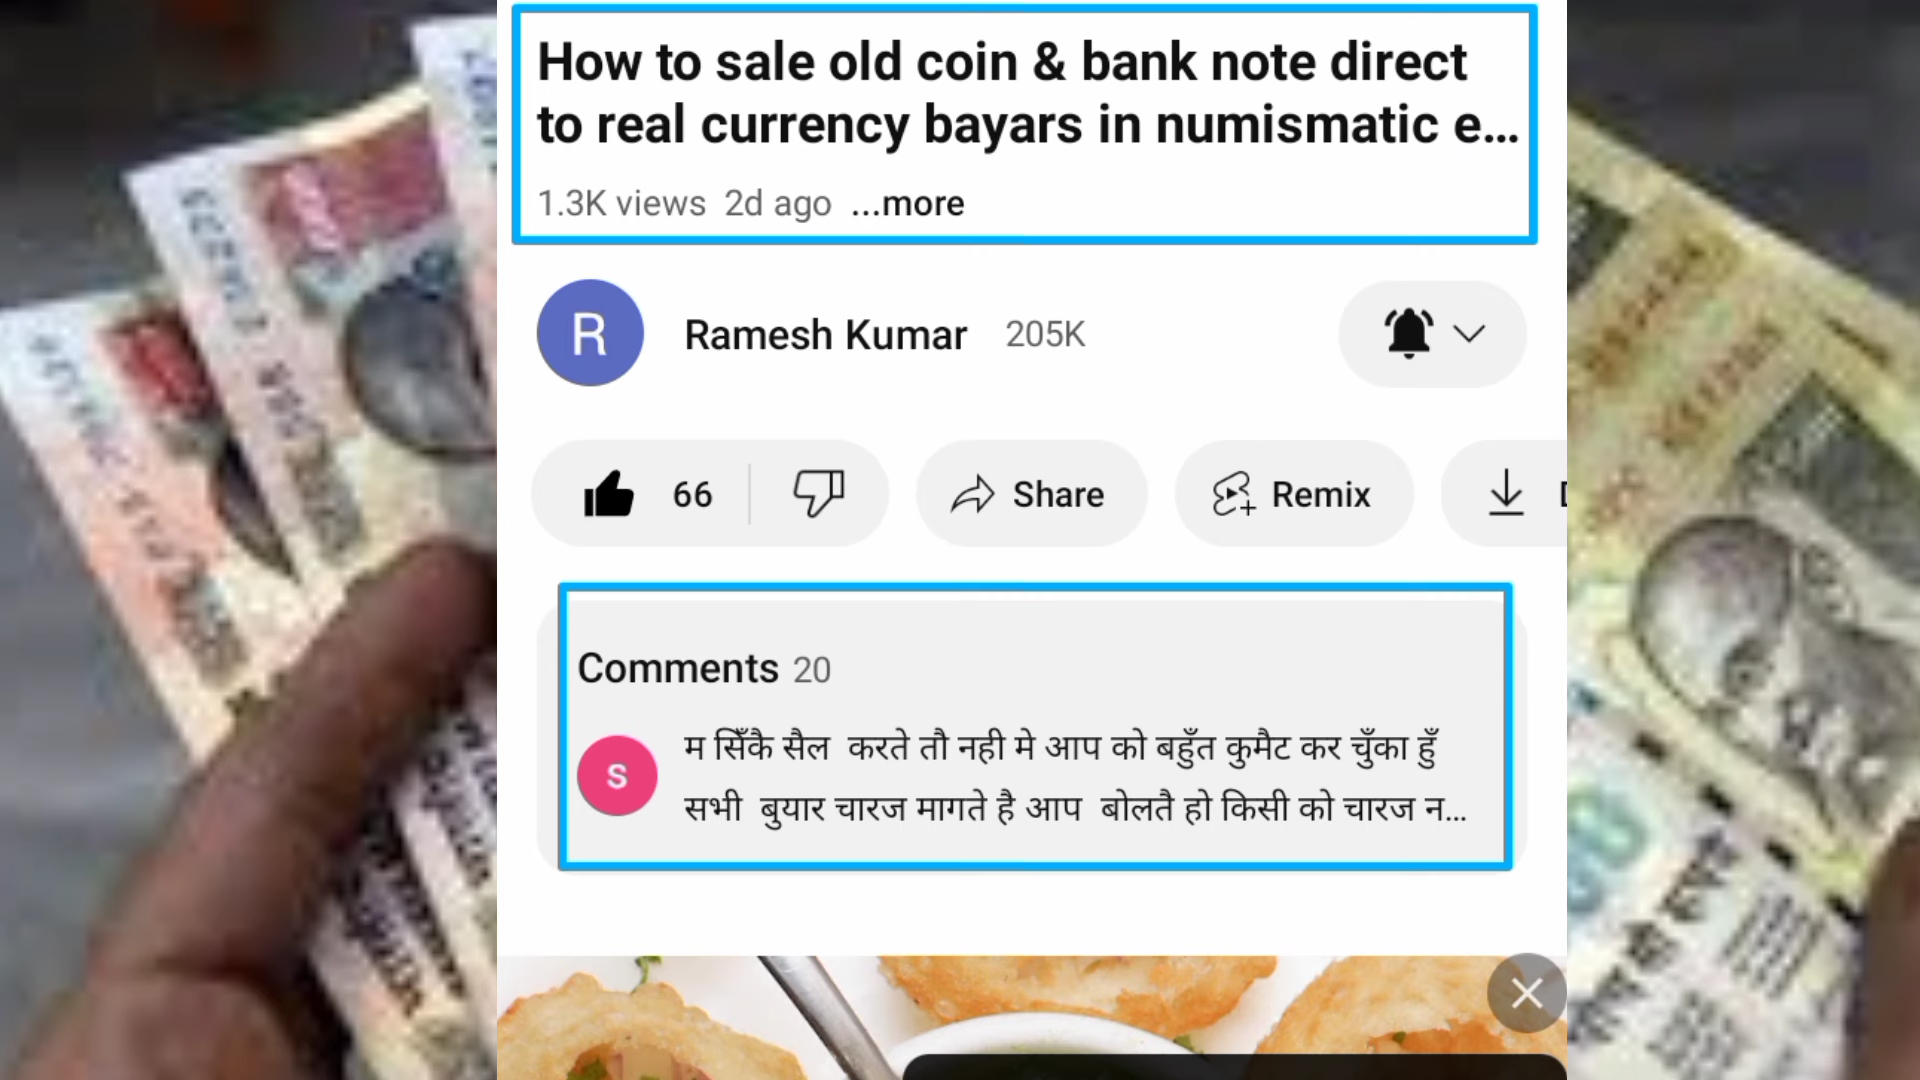 How to sale old coin & bank note direct
to real currency bayars in numismatic e...
1.3K views 2d ago ...more
R
Ramesh Kumar 205K
66
Share
Remix
Comments 20
S
म सिँकै सैल करते तौ नही मे आप को बहुँत कुमैट कर चुँका हुँ
सभी बुयार चारज मागते है आप बोलतै हो किसी को चारज न...